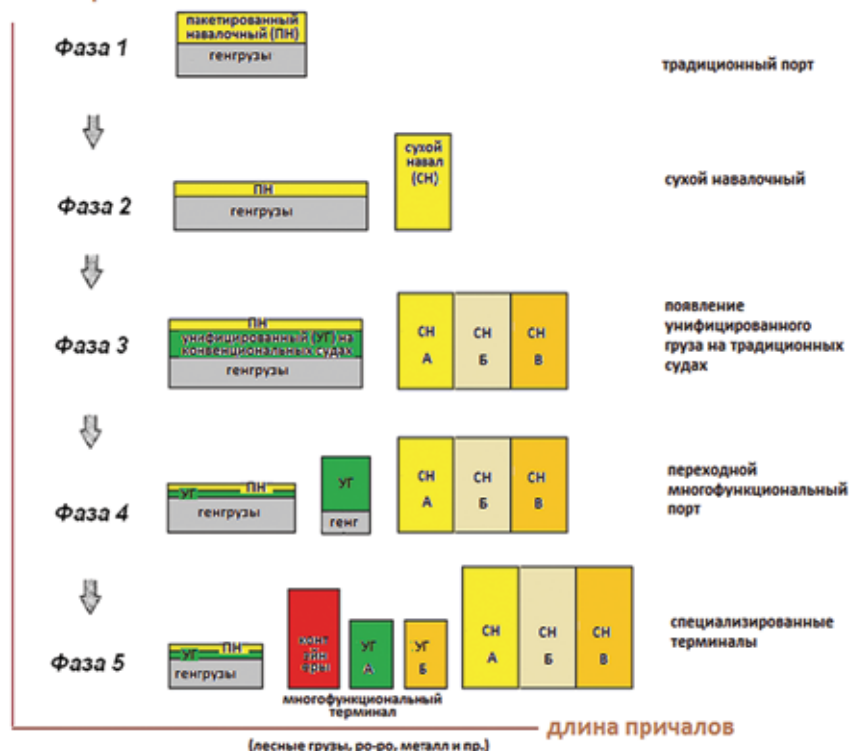 пакетированный
навалочный (ПН)
Фаза 1
генгрузы
традиционный порт
сухой
навал
(СН)
сухой навалочный
ПН
Фаза 2
генгрузы
появление
унифицированного
груза на традиционных
судах
ПН
унифицированный (УГ) на
конвенциональных судах
Фаза 3
генгрузы
СН СН СН
А Б В
переходной
многофункциональный
порт
УГ ПН
УГ
СН СН СН
А Б В
Фаза 4
генгрузы
генг
специализированные
терминалы
УГ ПН
Фаза 5
генгрузы
конт
эйн
еры
УГ УГ
А Б
СН СН СН
А Б В
многофункциональный
терминал
длина причалов
(лесные грузы, ро-ро, металл и пр.)